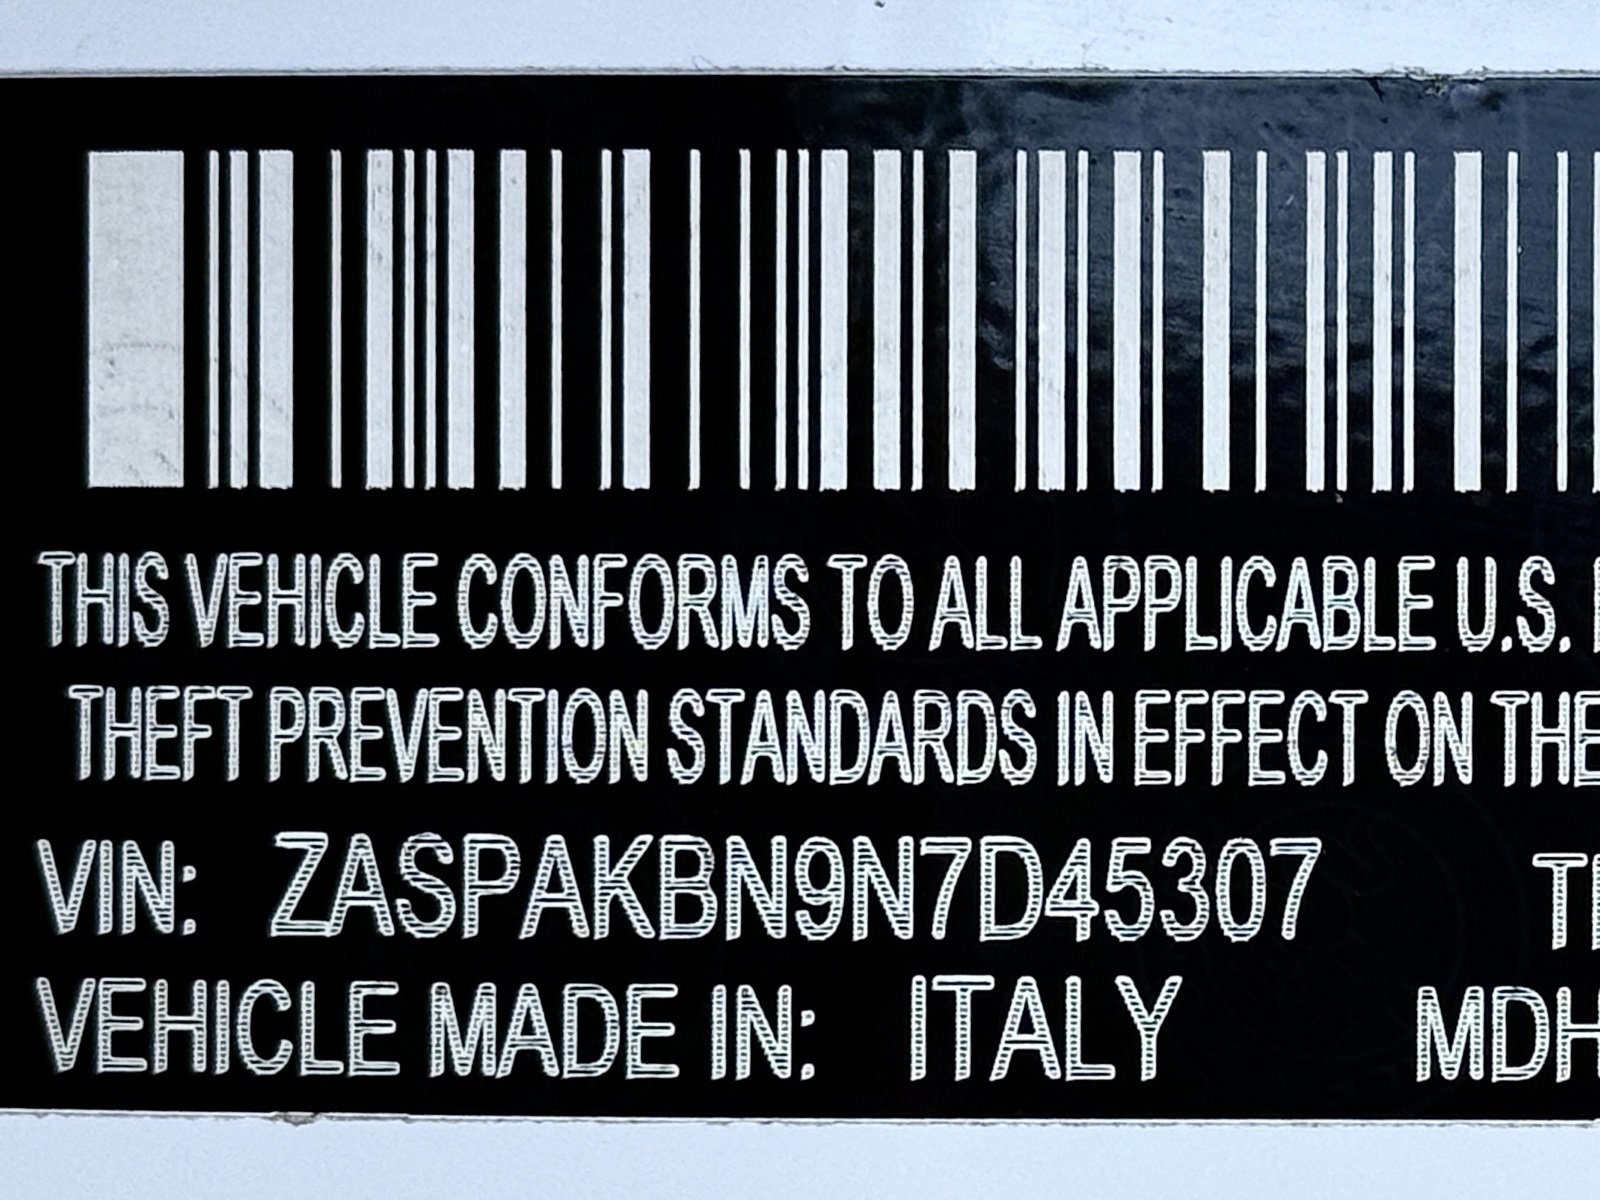 THIS VEHICLE CONFORMS TO ALL APPLICABLE U.S.
THEFT PREVENTION STANDARDS IN EFFECT ON THE
VIN: ZASPAKBN9N7D45307
VEHICLE MADE IN: ITALY MDH